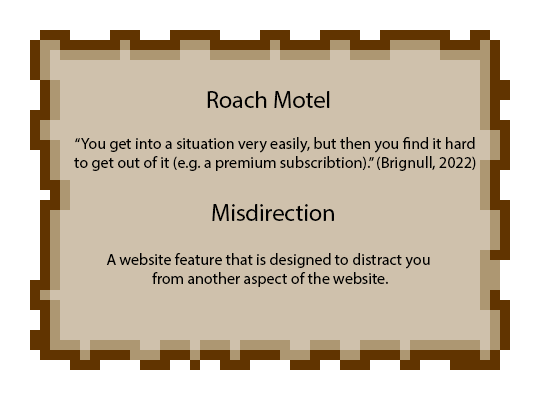 Roach Motel
“You get into a situation very easily, but then you find it hard
to get out of it (e.g. a premium subscribtion).” (Brignull, 2022)
Misdirection
A website feature that is designed to distract you
from another aspect of the website.